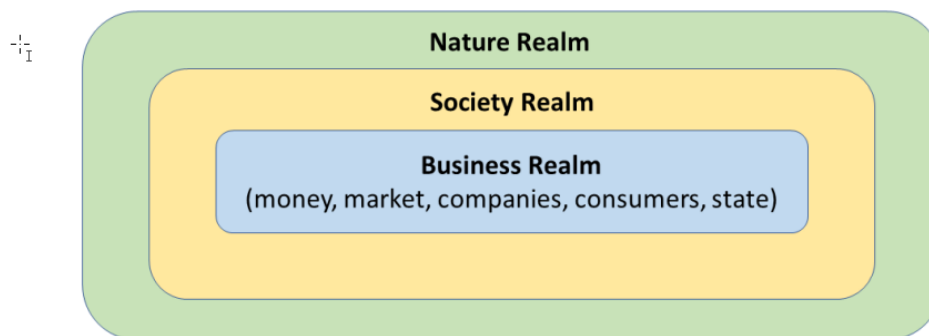 Nature Realm
Society Realm
Business Realm
(money, market, companies, consumers, state)